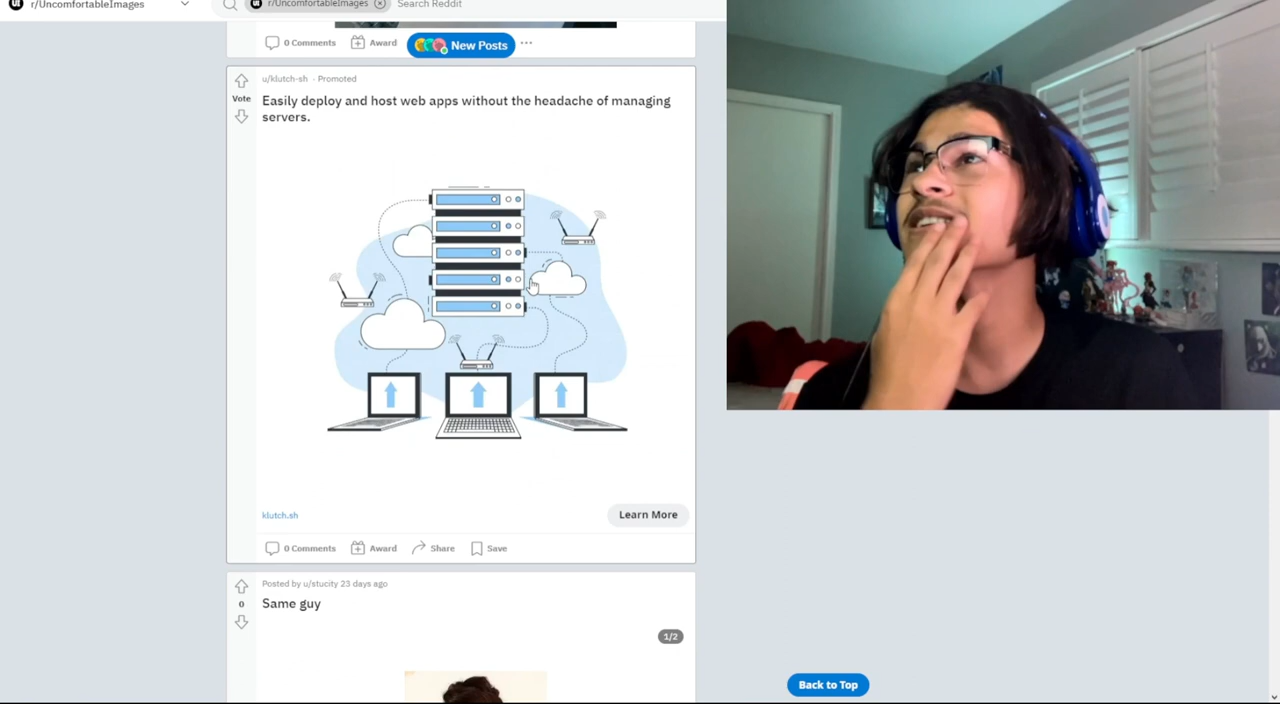 r/UncomfortableImages
r/UncomfortableImages
Search Reddit
0 Comments
Award
New Posts
u/klutch-sh · Promoted
Vote
Easily deploy and host web apps without the headache of managing
servers.
klutch.sh
Learn More
0 Comments
Award
Share
Save
Posted by u/stucity 23 days ago
0
Same guy
1/2
Back to Top